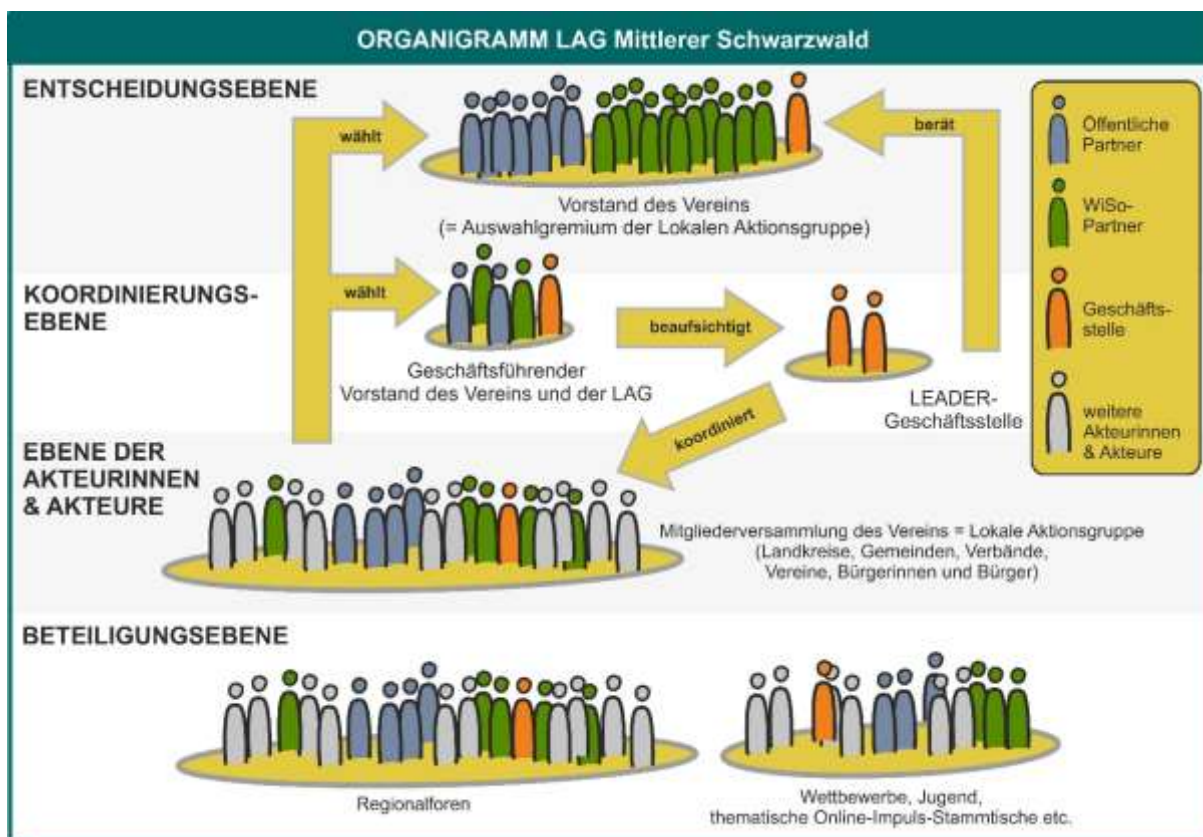 ORGANIGRAMM LAG Mittlerer Schwarzwald
ENTSCHEIDUNGSEBENE
wählt
berät
Vorstand des Vereins
(= Auswahlgremium der Lokalen Aktionsgruppe)
Öffentliche
Partner
WiSo-
Partner
Geschäfts-
stelle
weitere
Akteurinnen
& Akteure
KOORDINIERUNGS-
EBENE
wählt
beaufsichtigt
Geschäftsführender
Vorstand des Vereins und der LAG
LEADER-
Geschäftsstelle
koordiniert
EBENE DER
AKTEURINNEN
& AKTEURE
Mitgliederversammlung des Vereins = Lokale Aktionsgruppe
(Landkreise, Gemeinden, Verbände,
Vereine, Bürgerinnen und Bürger)
BETEILIGUNGSEBENE
Regionalforen
Wettbewerbe, Jugend,
thematische Online-Impuls-Stammtische etc.